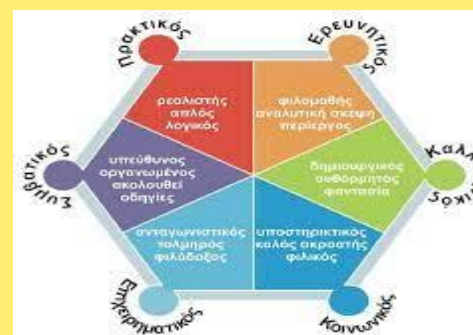 Πρακτικός
Ερευνητικός
ρεαλιστής
απλός
λογικός
φιλομαθής
αναλυτική σκέψη
περίεργος
Συμβατικός
υπεύθυνος
οργανωμένος
ακολουθεί
οδηγίες
δημιουργικός
αυθόρμητος
φαντασία
ανταγωνιστικός
τολμηρός
φιλόδοξος
υποστηρικτικός
καλός ακροατής
φιλικός
Επιχειρηματικός
Κοινωνικός